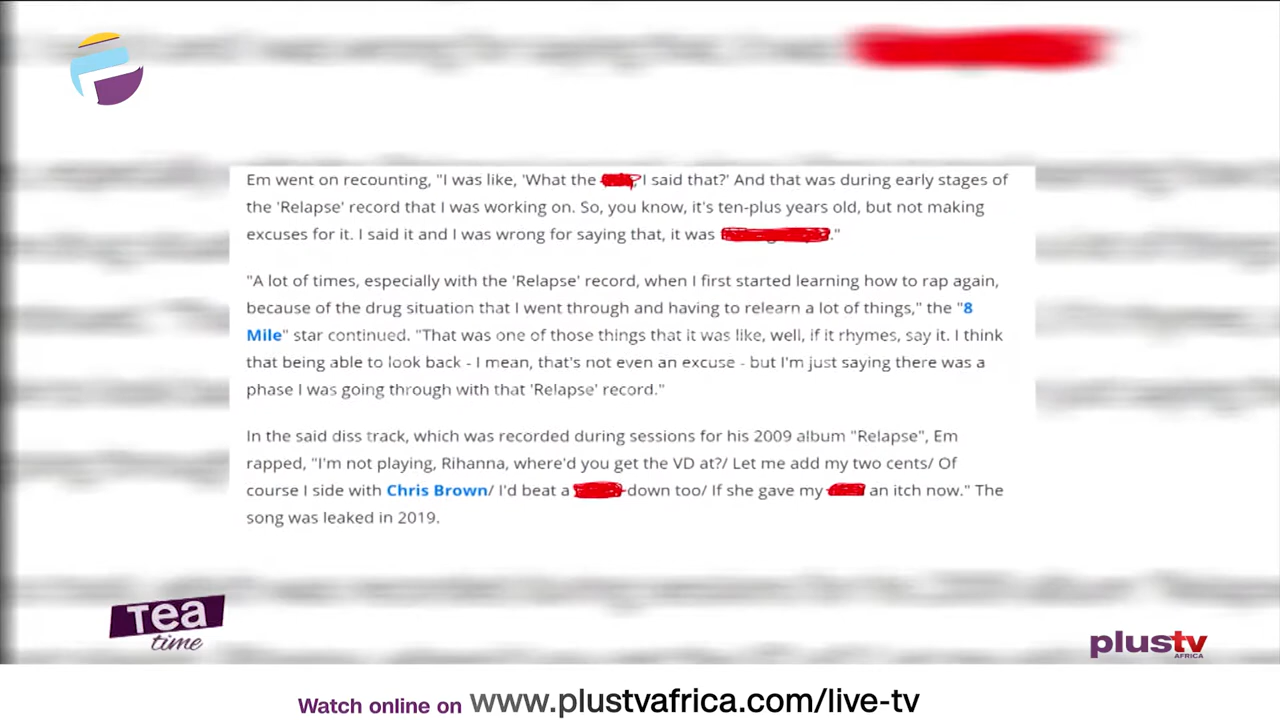 Em went on recounting, "I was like, 'What the I said that?' And that was during early stages of
the 'Relapse' record that I was working on. So, you know, it's ten-plus years old, but not making
excuses for it. I said it and I was wrong for saying that, it was ."
"A lot of times, especially with the 'Relapse' record, when I first started learning how to rap again,
because of the drug situation that I went through and having to relearn a lot of things," the "8
Mile" star continued. "That was one of those things that it was like, well, if it rhymes, say it. I think
that being able to look back - I mean, that's not even an excuse - but I'm just saying there was a
phase I was going through with that 'Relapse' record."
In the said diss track, which was recorded during sessions for his 2009 album "Relapse", Em
rapped, "I'm not playing, Rihanna, where'd you get the VD at?/ Let me add my two cents/ Of
course I side with Chris Brown/ I'd beat a down too/ If she gave my an itch now." The
song was leaked in 2019.
Tea
time
plustv
AFRICA
Watch online on www.plustvafrica.com/live-tv